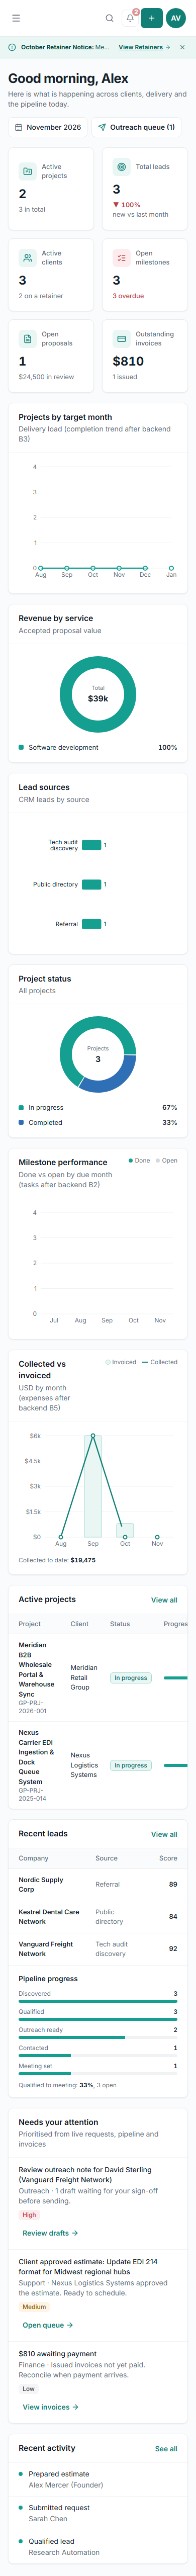 2
+
AV
October Retainer Notice: Me...
View Retainers →
Good morning, Alex
Here is what is happening across clients, delivery and
the pipeline today.
November 2026
Outreach queue (1)
Active
projects
2
3 in total
Total leads
3
▼ 100%
new vs last month
Active
clients
3
2 on a retainer
Open
milestones
3
3 overdue
Open
proposals
1
$24,500 in review
Outstanding
invoices
$810
1 issued
Projects by target month
Delivery load (completion trend after backend
B3)
4
3
2
1
0
Aug Sep Oct Nov Dec Jan
Revenue by service
Accepted proposal value
Total
$39k
Software development 100%
Lead sources
CRM leads by source
Tech audit
discovery
1
Public directory 1
Referral 1
Project status
All projects
Projects
3
In progress 67%
Completed 33%
Milestone performance
Done Open
Done vs open by due month
(tasks after backend B2)
4
3
2
1
0
Jul Aug Sep Oct Nov
Collected vs
invoiced
Invoiced Collected
USD by month
(expenses after
backend B5)
$6k
$4.5k
$3k
$1.5k
$0
Aug Sep Oct Nov
Collected to date: $19,475
Active projects
View all
Project Client Status Progres
Meridian
B2B
Wholesale
Portal &
Warehouse
Sync
GP-PRJ-
2026-001
Meridian
Retail
Group
In progress
Nexus
Carrier EDI
Ingestion &
Dock
Queue
System
GP-PRJ-
2025-014
Nexus
Logistics
Systems
In progress
Recent leads
View all
Company Source Score
Nordic Supply
Corp
Referral
89
Kestrel Dental Care
Network
Public
directory
84
Vanguard Freight
Network
Tech audit
discovery
92
Pipeline progress
Discovered 3
Qualified 3
Outreach ready 2
Contacted 1
Meeting set 1
Qualified to meeting: 33%, 3 open
Needs your attention
Prioritised from live requests, pipeline and
invoices
Review outreach note for David Sterling
(Vanguard Freight Network)
Outreach · 1 draft waiting for your sign-off
before sending.
High
Review drafts →
Client approved estimate: Update EDI 214
format for Midwest regional hubs
Support · Nexus Logistics Systems approved
the estimate. Ready to schedule.
Medium
Open queue →
$810 awaiting payment
Finance · Issued invoices not yet paid.
Reconcile when payment arrives.
Low
View invoices →
Recent activity
See all
Prepared estimate
Alex Mercer (Founder)
Submitted request
Sarah Chen
Qualified lead
Research Automation